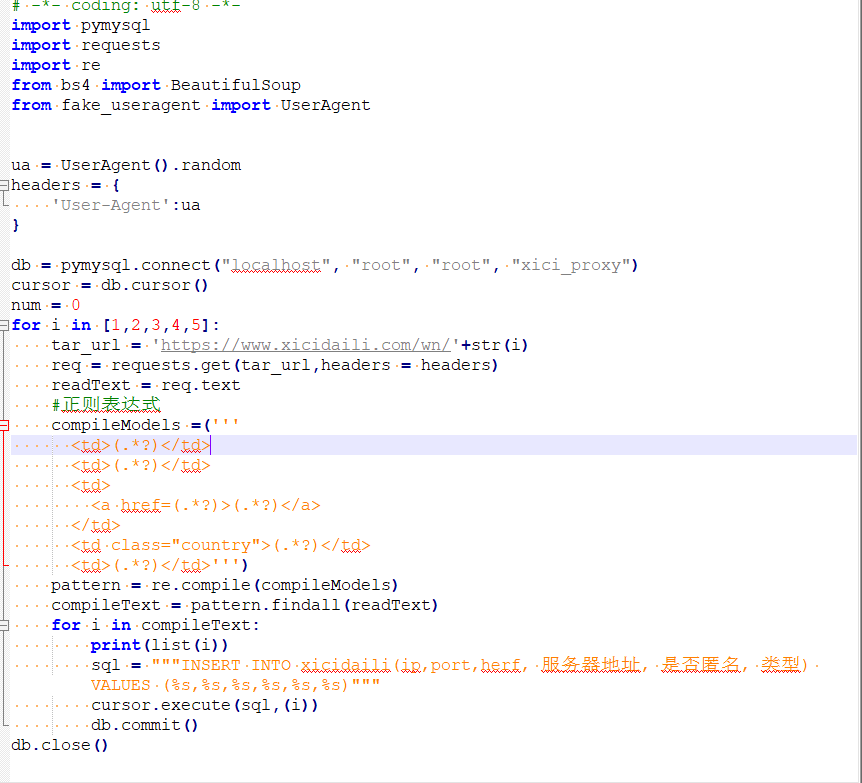 # -*- coding: utf-8 -*-
import pymysql
import requests
import re
from bs4 import BeautifulSoup
from fake_useragent import UserAgent
ua = UserAgent().random
headers = {
    'User-Agent':ua
}
db = pymysql.connect("localhost", "root", "root", "xici_proxy")
cursor = db.cursor()
num = 0
for i in [1,2,3,4,5]:
    tar_url = 'https://www.xicidaili.com/wn/'+str(i)
    req = requests.get(tar_url,headers = headers)
    readText = req.text
    #正则表达式
    compileModels =('''
      <td>(.*?)</td>
      <td>(.*?)</td>
      <td>
        <a href=(.*?)>(.*?)</a>
      </td>
      <td class="country">(.*?)</td>
      <td>(.*?)</td>''')
    pattern = re.compile(compileModels)
    compileText = pattern.findall(readText)
    for i in compileText:
        print(list(i))
        sql = """INSERT INTO xicidaili(ip,port,herf, 服务器地址, 是否匿名, 类型)
        VALUES (%s,%s,%s,%s,%s,%s)"""
        cursor.execute(sql,(i))
        db.commit()
db.close()